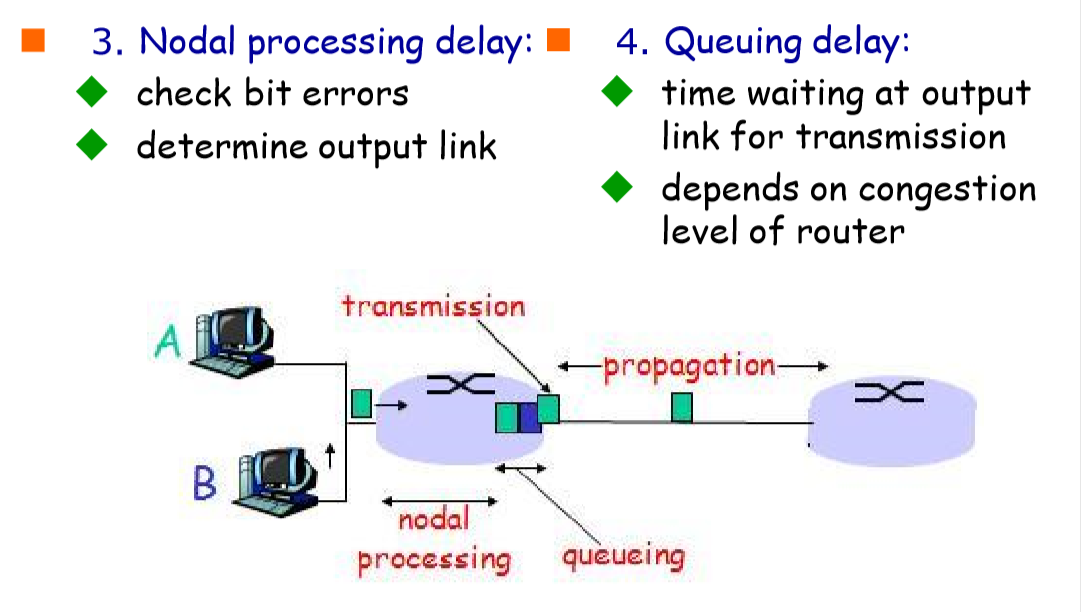 3. Nodal processing delay:
check bit errors
determine output link
4. Queuing delay:
time waiting at output
link for transmission
depends on congestion
level of router
transmission
A
propagation
B
nodal
processing
queueing